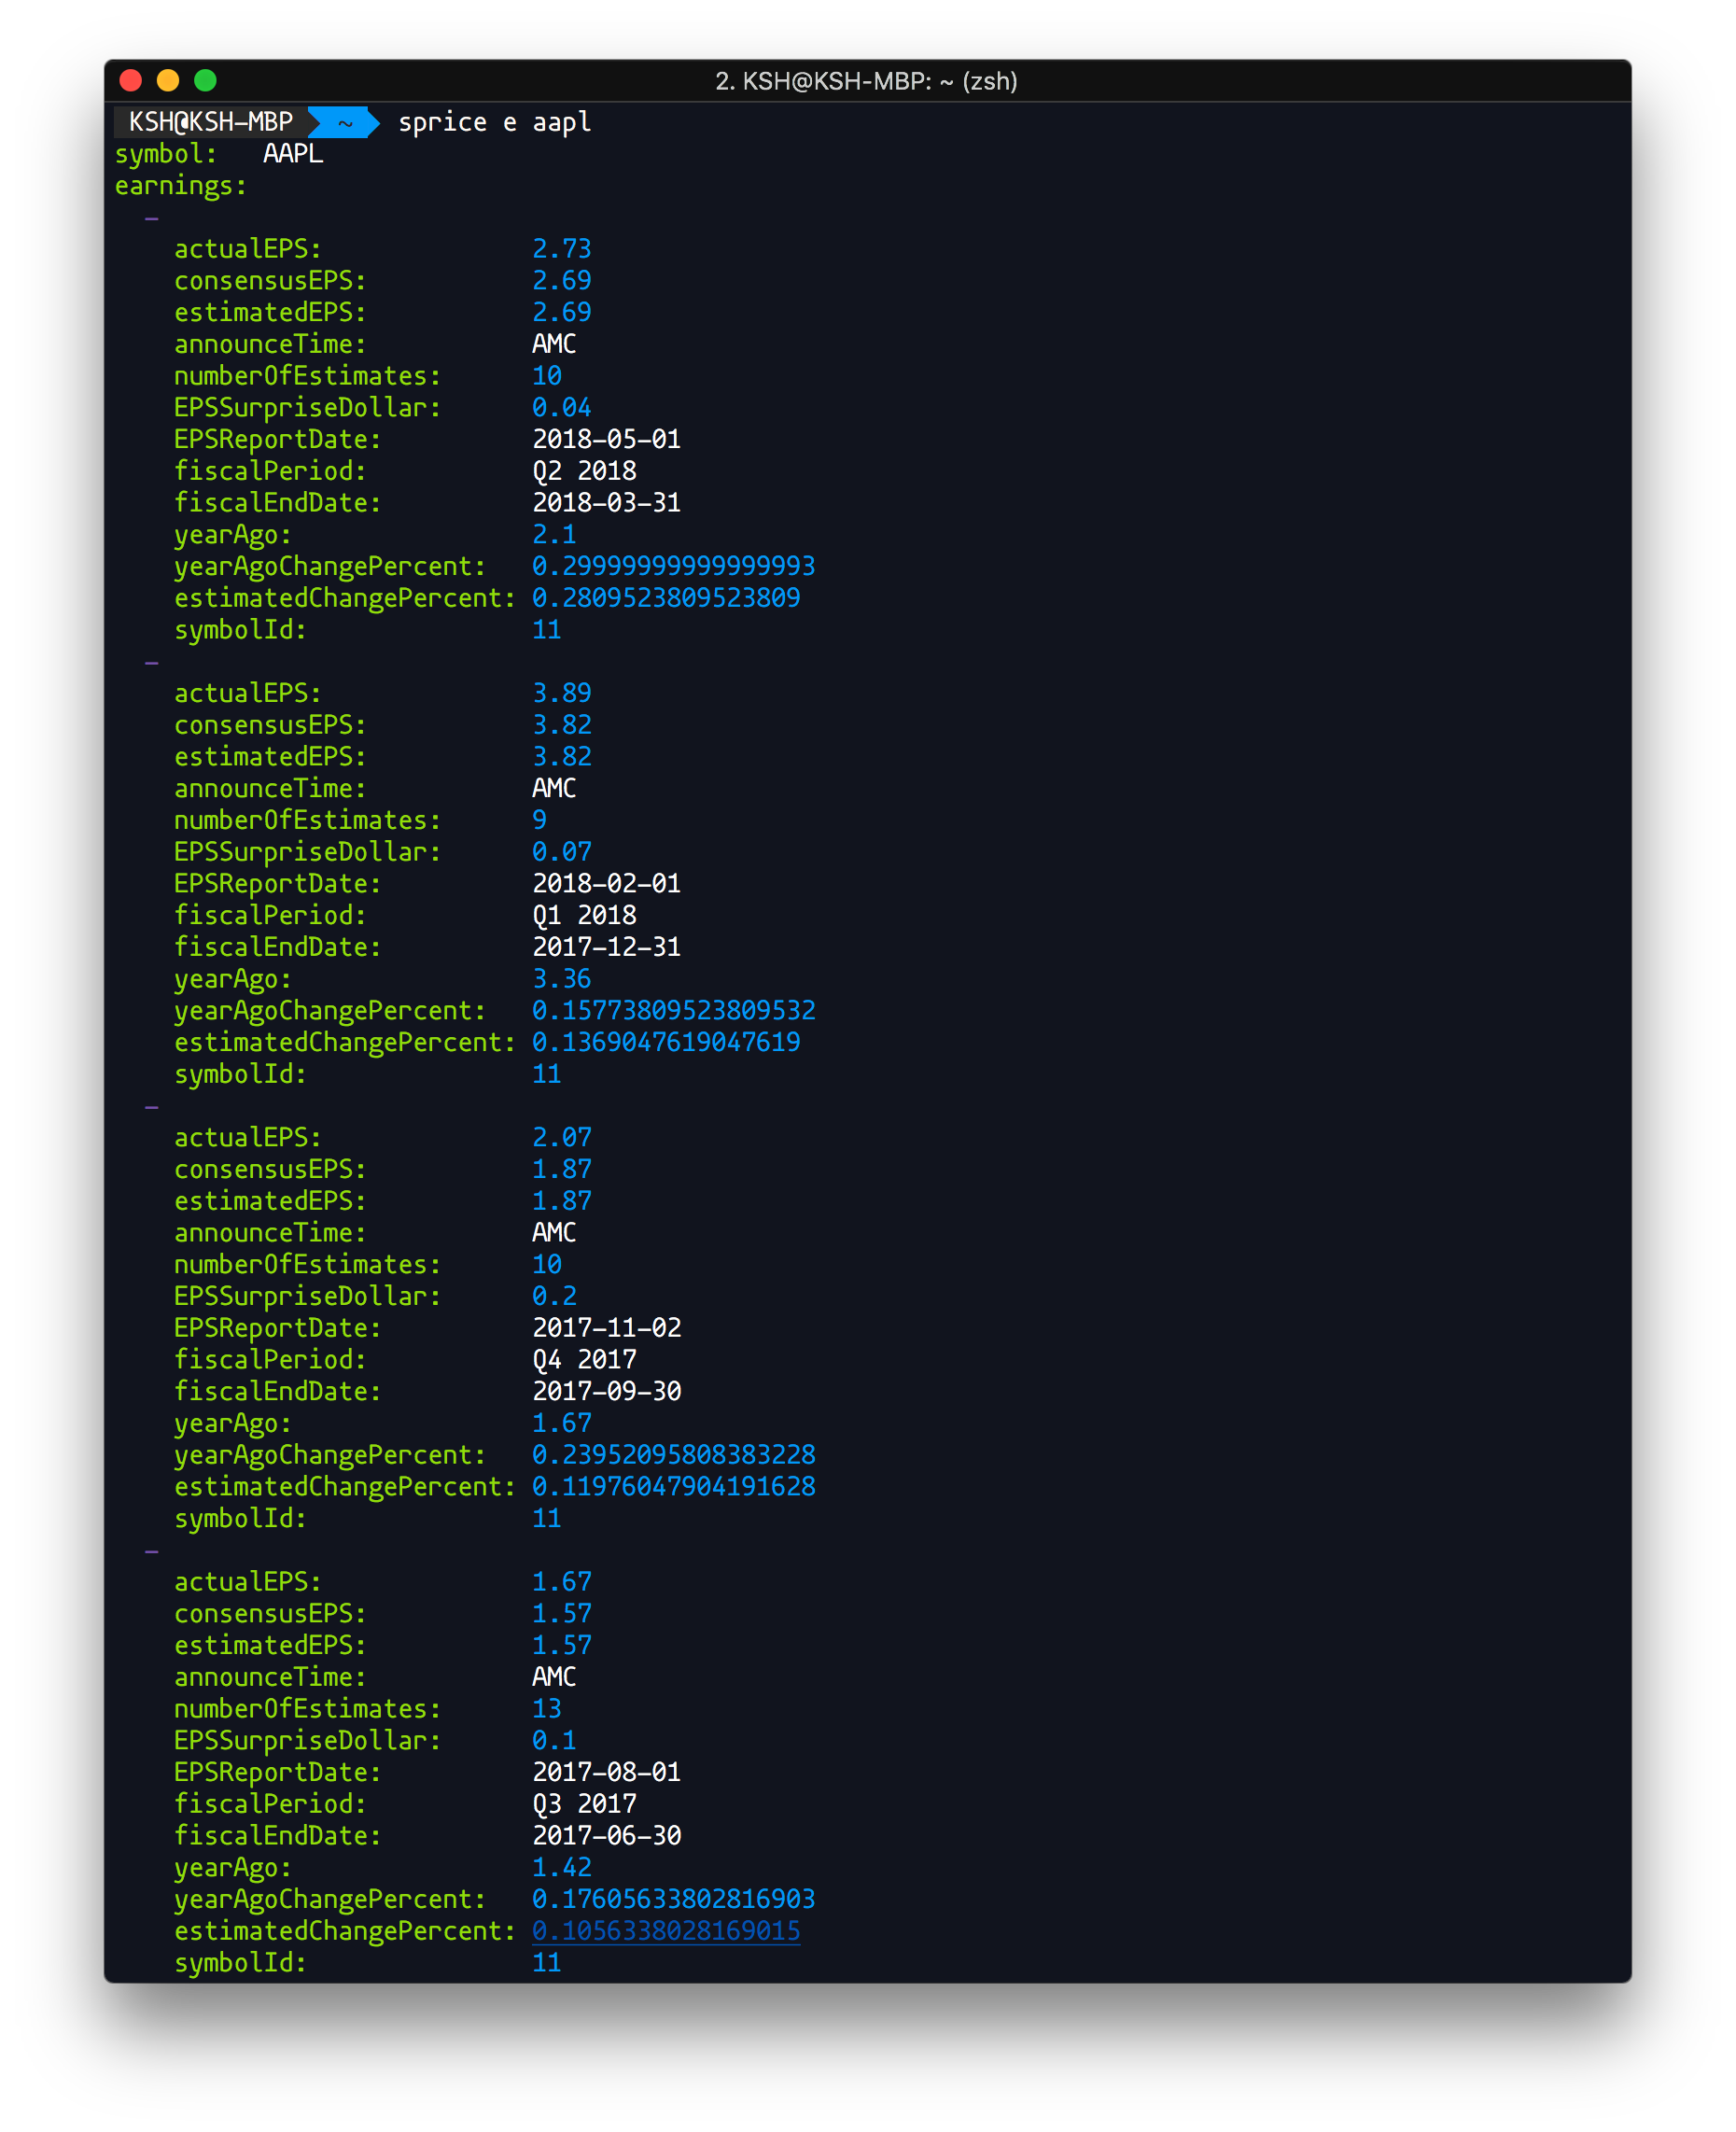 2. KSH@KSH-MBP: ~ (zsh)
KSH@KSH-MBP ~ sprice e aapl
symbol: AAPL
earnings:
-
actualEPS: 2.73
consensusEPS: 2.69
estimatedEPS: 2.69
announceTime: AMC
numberOfEstimates: 10
EPSSurpriseDollar: 0.04
EPSReportDate: 2018-05-01
fiscalPeriod: Q2 2018
fiscalEndDate: 2018-03-31
yearAgo: 2.1
yearAgoChangePercent: 0.29999999999999993
estimatedChangePercent: 0.2809523809523809
symbolId: 11
-
actualEPS: 3.89
consensusEPS: 3.82
estimatedEPS: 3.82
announceTime: AMC
numberOfEstimates: 9
EPSSurpriseDollar: 0.07
EPSReportDate: 2018-02-01
fiscalPeriod: Q1 2018
fiscalEndDate: 2017-12-31
yearAgo: 3.36
yearAgoChangePercent: 0.15773809523809532
estimatedChangePercent: 0.1369047619047619
symbolId: 11
-
actualEPS: 2.07
consensusEPS: 1.87
estimatedEPS: 1.87
announceTime: AMC
numberOfEstimates: 10
EPSSurpriseDollar: 0.2
EPSReportDate: 2017-11-02
fiscalPeriod: Q4 2017
fiscalEndDate: 2017-09-30
yearAgo: 1.67
yearAgoChangePercent: 0.23952095808383228
estimatedChangePercent: 0.11976047904191628
symbolId: 11
-
actualEPS: 1.67
consensusEPS: 1.57
estimatedEPS: 1.57
announceTime: AMC
numberOfEstimates: 13
EPSSurpriseDollar: 0.1
EPSReportDate: 2017-08-01
fiscalPeriod: Q3 2017
fiscalEndDate: 2017-06-30
yearAgo: 1.42
yearAgoChangePercent: 0.17605633802816903
estimatedChangePercent: 0.1056338028169015
symbolId: 11